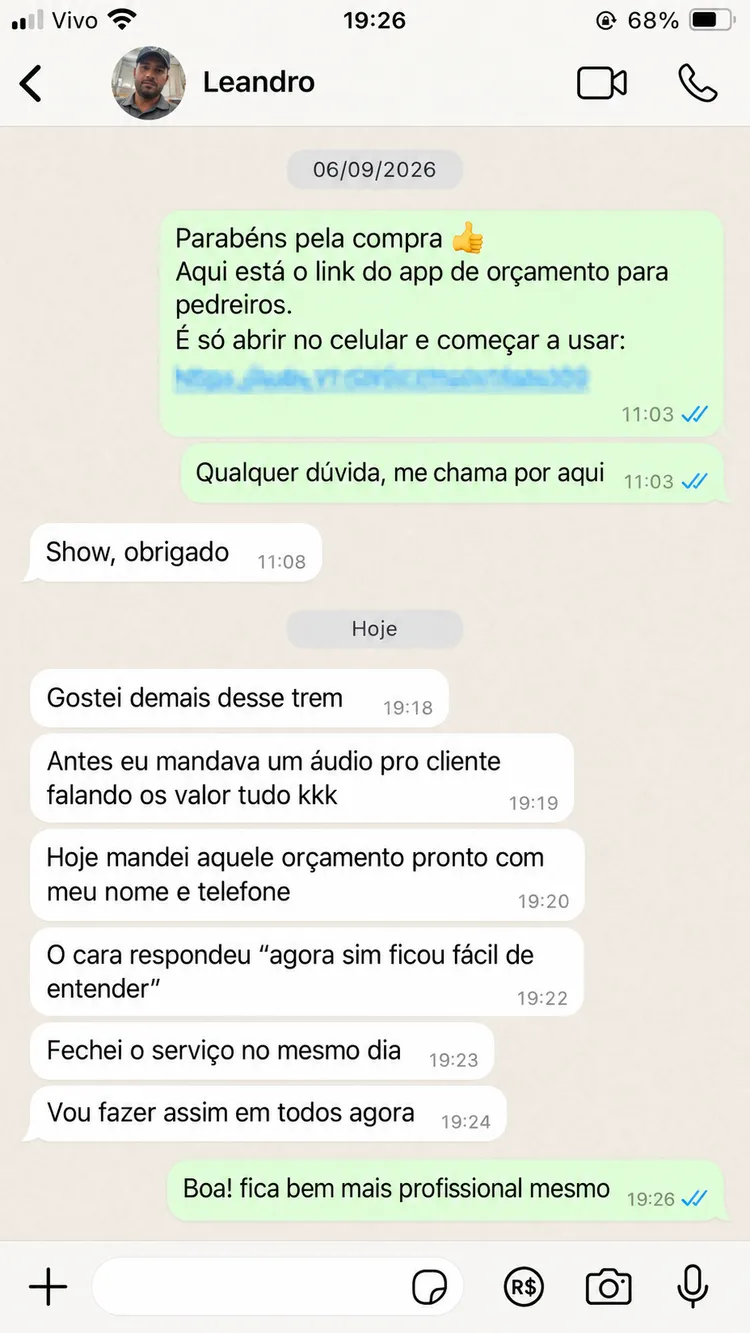 Vivo 19:26 68%
Leandro
06/09/2026
Parabéns pela compra 👍
Aqui está o link do app de orçamento para
pedreiros.
É só abrir no celular e começar a usar:
11:03
Qualquer dúvida, me chama por aqui 11:03
Show, obrigado 11:08
Hoje
Gostei demais desse trem 19:18
Antes eu mandava um áudio pro cliente
falando os valor tudo kkk 19:19
Hoje mandei aquele orçamento pronto com
meu nome e telefone 19:20
O cara respondeu “agora sim ficou fácil de
entender” 19:22
Fechei o serviço no mesmo dia 19:23
Vou fazer assim em todos agora 19:24
Boa! fica bem mais profissional mesmo 19:26
R$